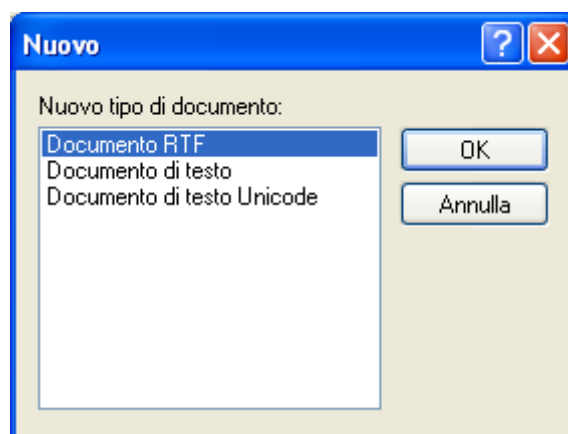 Nuovo
Nuovo tipo di documento:
Documento RTF
Documento di testo
Documento di testo Unicode
OK
Annulla